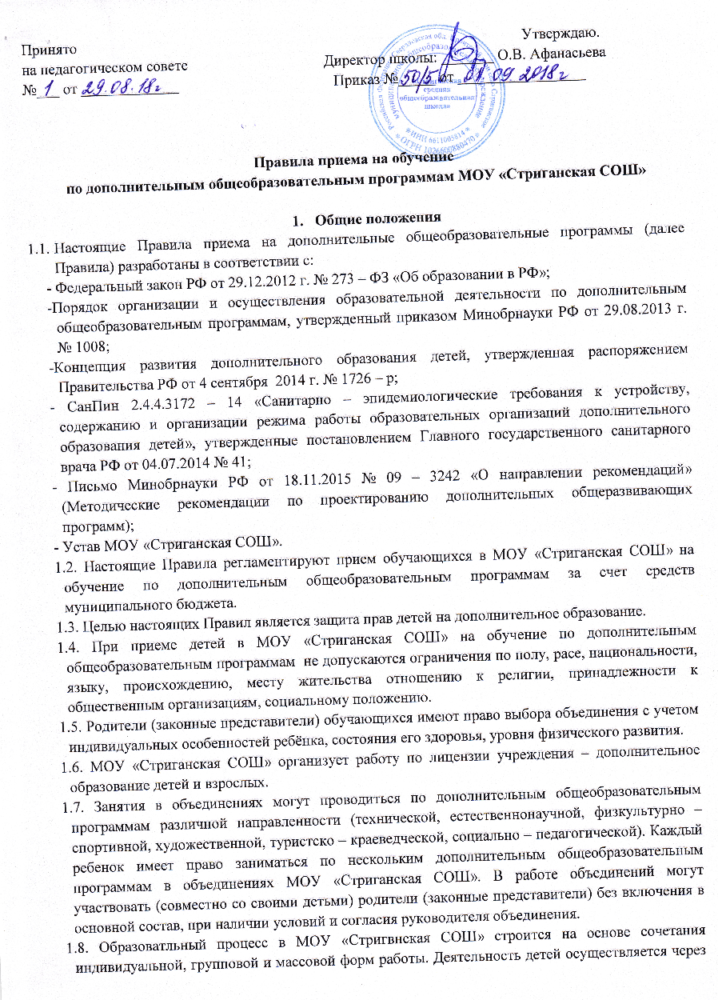 Принято
на педагогическом совете
№ 1 от 29.08.18г
Утверждаю.
Директор школы: О.В. Афанасьева
Приказ № 50/5 от 01.09.2018г
средняя
общеобразовательная
школа»
* ИНН 6611005814 *
* ОГРН 1026600880470 *
Правила приема на обучение
по дополнительным общеобразовательным программам МОУ «Стриганская СОШ»
1. Общие положения
1.1. Настоящие Правила приема на дополнительные общеобразовательные программы (далее
Правила) разработаны в соответствии с:
- Федеральный закон РФ от 29.12.2012 г. № 273 – ФЗ «Об образовании в РФ»;
-Порядок организации и осуществления образовательной деятельности по дополнительным
общеобразовательным программам, утвержденный приказом Минобрнауки РФ от 29.08.2013 г.
№ 1008;
-Концепция развития дополнительного образования детей, утвержденная распоряжением
Правительства РФ от 4 сентября 2014 г. № 1726 – р;
- СанПин 2.4.4.3172 – 14 «Санитарно – эпидемиологические требования к устройству,
содержанию и организации режима работы образовательных организаций дополнительного
образования детей», утвержденные постановлением Главного государственного санитарного
врача РФ от 04.07.2014 № 41;
- Письмо Минобрнауки РФ от 18.11.2015 № 09 – 3242 «О направлении рекомендаций»
(Методические рекомендации по проектированию дополнительных общеразвивающих
программ);
- Устав МОУ «Стриганская СОШ».
1.2. Настоящие Правила регламентируют прием обучающихся в МОУ «Стриганская СОШ» на
обучение по дополнительным общеобразовательным программам за счет средств
муниципального бюджета.
1.3. Целью настоящих Правил является защита прав детей на дополнительное образование.
1.4. При приеме детей в МОУ «Стриганская СОШ» на обучение по дополнительным
общеобразовательным программам не допускаются ограничения по полу, расе, национальности,
языку, происхождению, месту жительства отношению к религии, принадлежности к
общественным организациям, социальному положению.
1.5. Родители (законные представители) обучающихся имеют право выбора объединения с учетом
индивидуальных особенностей ребёнка, состояния его здоровья, уровня физического развития.
1.6. МОУ «Стриганская СОШ» организует работу по лицензии учреждения – дополнительное
образование детей и взрослых.
1.7. Занятия в объединениях могут проводиться по дополнительным общеобразовательным
программам различной направленности (технической, естественнонаучной, физкультурно –
спортивной, художественной, туристско – краеведческой, социально – педагогической). Каждый
ребенок имеет право заниматься по нескольким дополнительным общеобразовательным
программам в объединениях МОУ «Стриганская СОШ». В работе объединений могут
участвовать (совместно со своими детьми) родители (законные представители) без включения в
основной состав, при наличии условий и согласия руководителя объединения.
1.8. Образоватльный процесс в МОУ «Стригвнская СОШ» строится на основе сочетания
индивидуальной, групповой и массовой форм работы. Деятельность детей осуществляется через